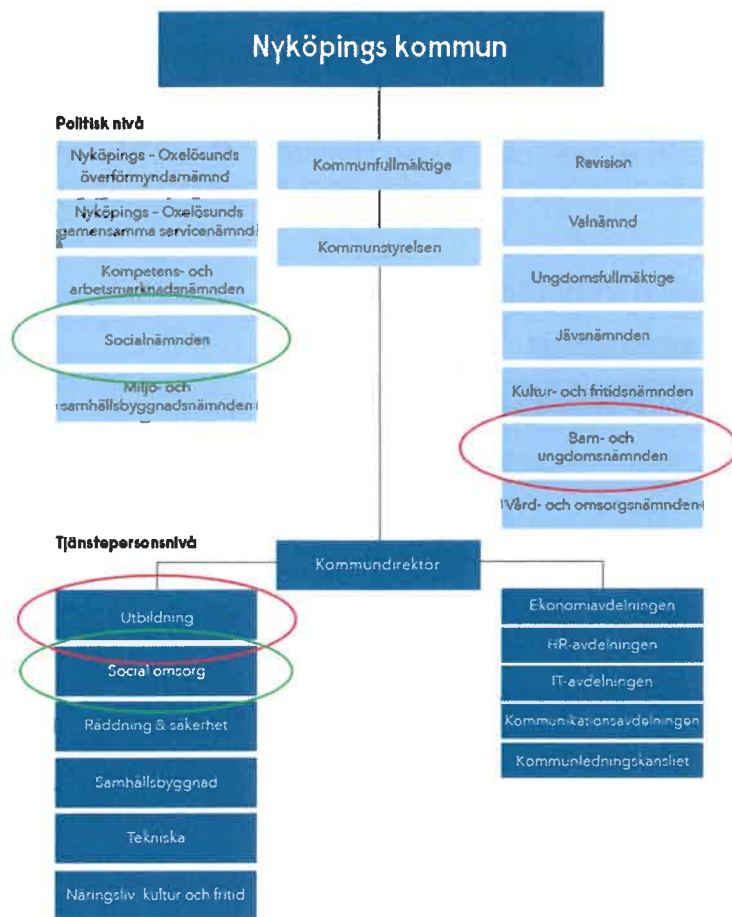 Nyköpings kommun
Politisk nivå
Nyköpings - Oxelösunds
överförmyndarnämnd
Nyköpings - Oxelösunds
gemensamma servicenämnd
Kompetens- och
arbetsmarknadsnämnden
Socialnämnden
Miljö- och
samhällsbyggnadsnämnden
Kommunfullmäktige
Kommunstyrelsen
Revision
Valnämnd
Ungdomsfullmäktige
Jävsnämnden
Kultur- och fritidsnämnden
Barn- och
ungdomsnämnden
Vård- och omsorgsnämnden
Tjänstepersonsnivå
Kommundirektör
Utbildning
Social omsorg
Räddning & säkerhet
Samhällsbyggnad
Tekniska
Näringsliv, kultur och fritid
Ekonomiavdelningen
HR-avdelningen
IT-avdelningen
Kommunikationsavdelningen
Kommunledningskansliet